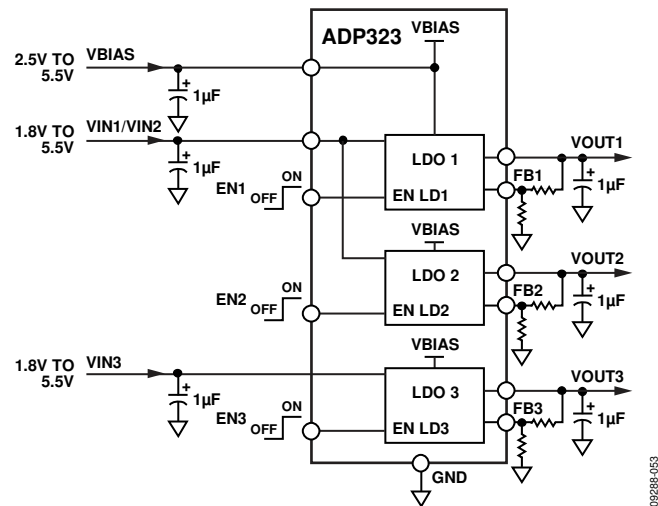 ADP323
VBIAS
2.5V TO
5.5V
VBIAS
+
1µF
1.8V TO
5.5V
VIN1/VIN2
+
1µF
LDO 1
EN LD1
EN1
OFF
ON
VOUT1
FB1
+
1µF
VBIAS
LDO 2
EN LD2
EN2
OFF
ON
VOUT2
FB2
+
1µF
VBIAS
1.8V TO
5.5V
VIN3
+
1µF
LDO 3
EN LD3
EN3
OFF
ON
VOUT3
FB3
+
1µF
GND
09288-053